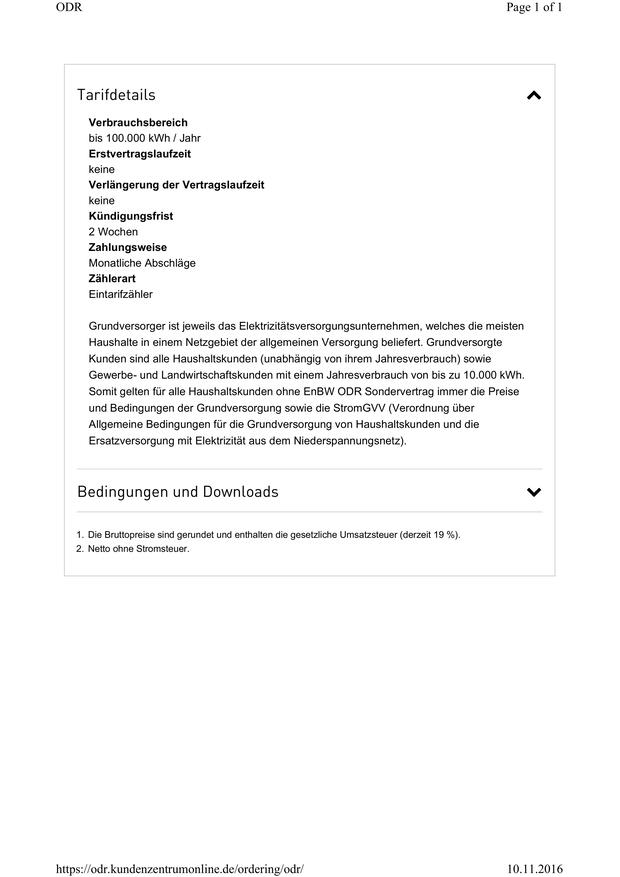 ODR
Page 1 of 1
Tarifdetails
Verbrauchsbereich
bis 100.000 kWh / Jahr
Erstvertragslaufzeit
keine
Verlängerung der Vertragslaufzeit
keine
Kündigungsfrist
2 Wochen
Zahlungsweise
Monatliche Abschläge
Zählerart
Eintarifzähler
Grundversorger ist jeweils das Elektrizitätsversorgungsunternehmen, welches die meisten
Haushalte in einem Netzgebiet der allgemeinen Versorgung beliefert. Grundversorgte
Kunden sind alle Haushaltskunden (unabhängig von ihrem Jahresverbrauch) sowie
Gewerbe- und Landwirtschaftskunden mit einem Jahresverbrauch von bis zu 10.000 kWh.
Somit gelten für alle Haushaltskunden ohne EnBW ODR Sondervertrag immer die Preise
und Bedingungen der Grundversorgung sowie die StromGVV (Verordnung über
Allgemeine Bedingungen für die Grundversorgung von Haushaltskunden und die
Ersatzversorgung mit Elektrizität aus dem Niederspannungsnetz).
Bedingungen und Downloads
1. Die Bruttopreise sind gerundet und enthalten die gesetzliche Umsatzsteuer (derzeit 19 %).
2. Netto ohne Stromsteuer.
https://odr.kundenzentrumonline.de/ordering/odr/
10.11.2016